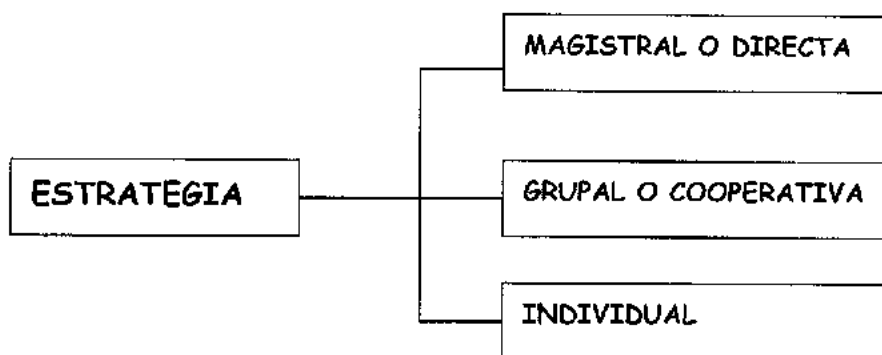 MAGISTRAL O DIRECTA
ESTRATEGIA
GRUPAL O COOPERATIVA
INDIVIDUAL